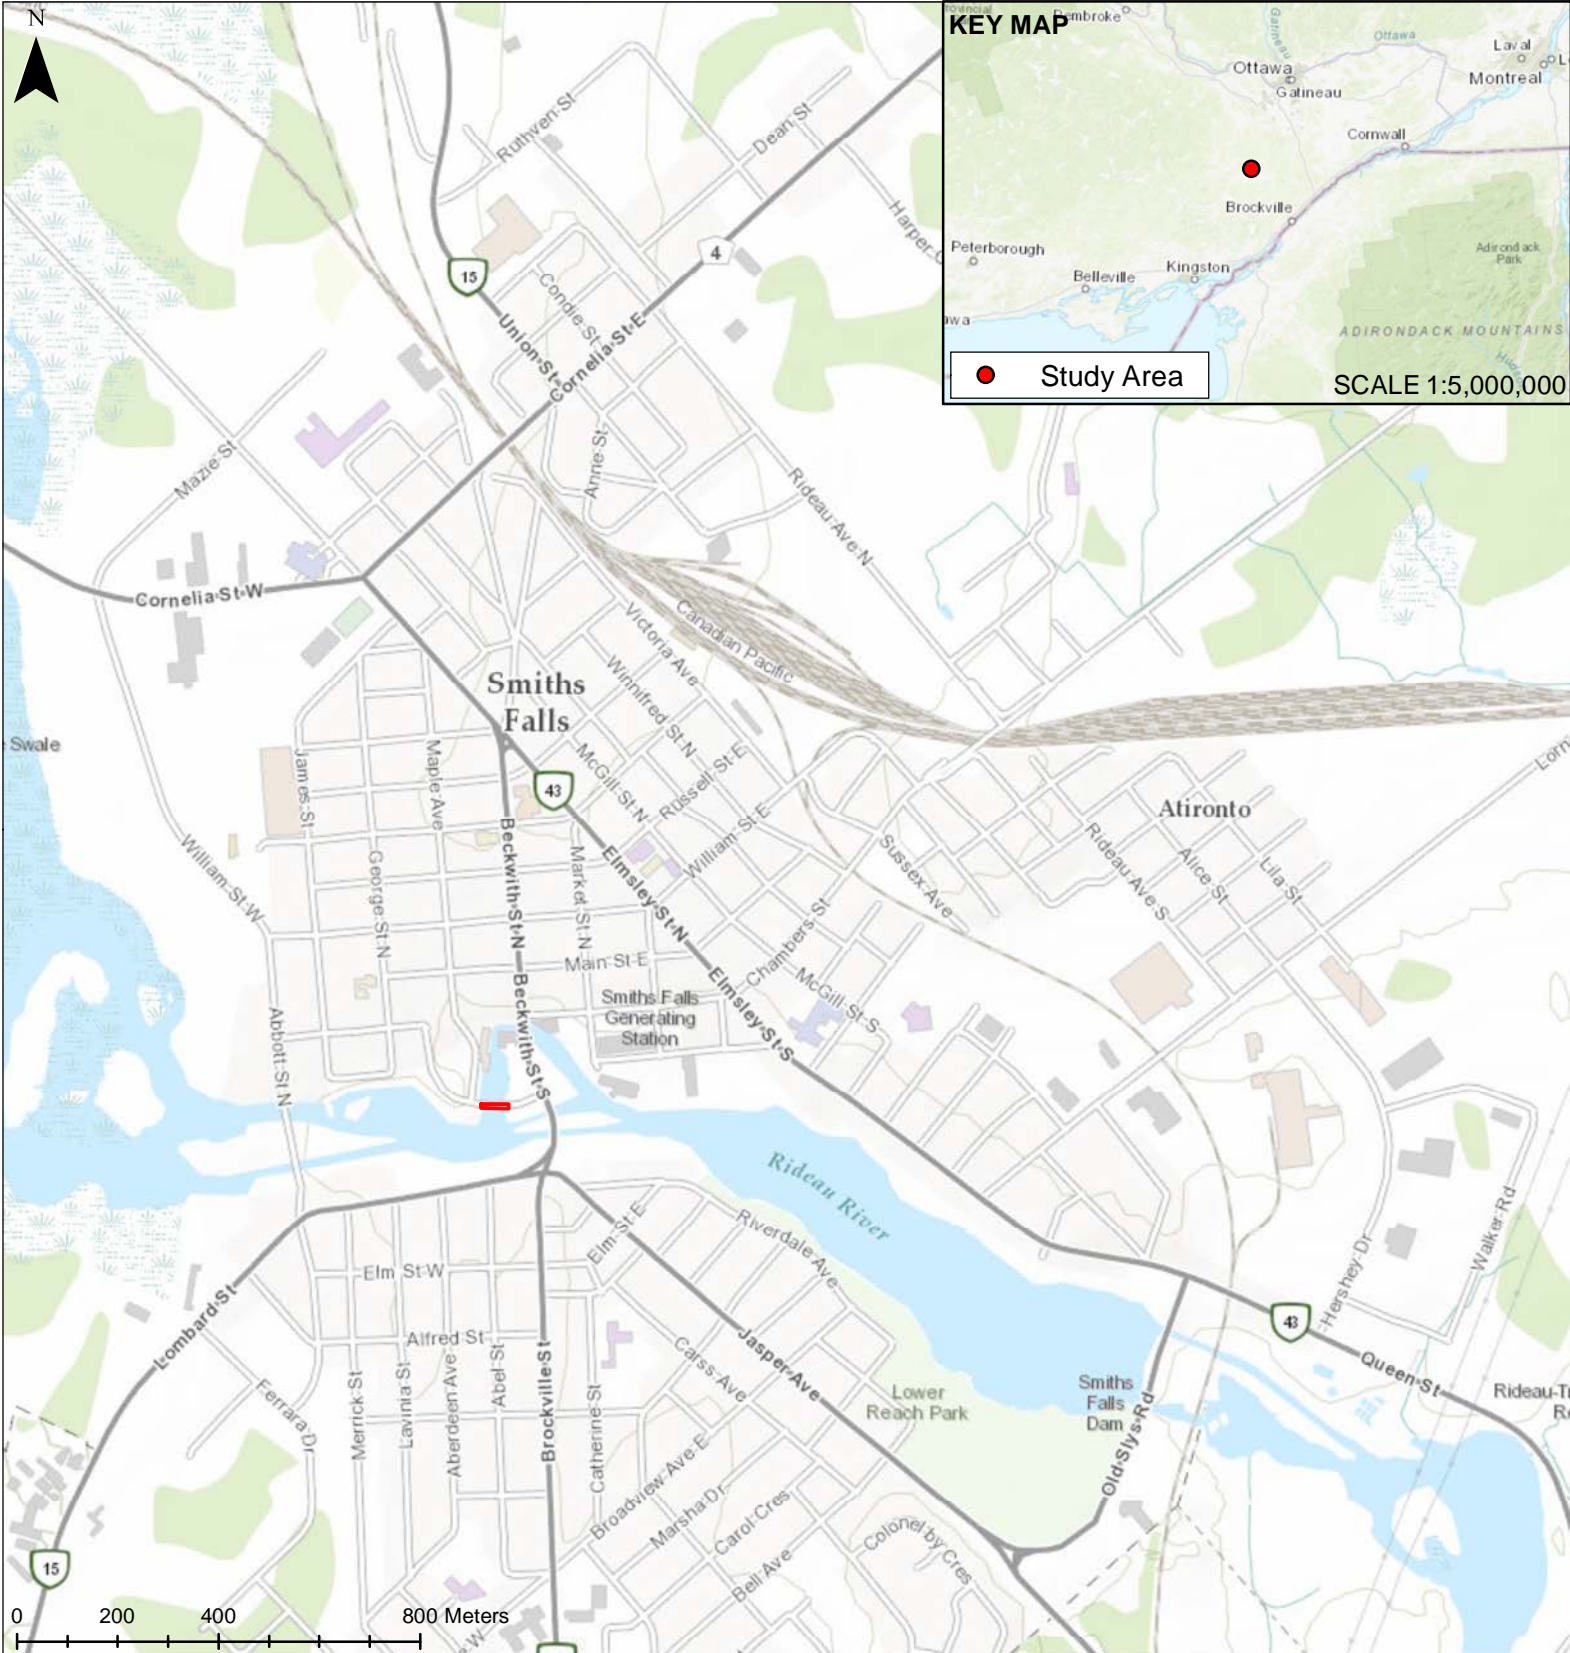 N
KEY MAP
Pembroke
Gatineau
Ottawa
Laval
Ottawa
Montreal
Gatineau
Cornwall
Brockville
Peterborough
Belleville
Kingston
Adirondack
Park
ADIRONDACK MOUNTAINS
Study Area
SCALE 1:5,000,000
Ruthven St
Dean St
4
15
Condie St
Union St
Cornelia St E
Mazie St
Anne St
Rideau Ave N
Cornelia St W
Canadian Pacific
Victoria Ave
Winnifred St N
Smiths
Falls
Swale
James St
Maple Ave
McGill St N
Russell St E
43
Atironto
William St E
William St W
George St N
Beckwith St N
Market St N
Elmsley St N
Sussex Ave
Rideau Ave S
Alice St
Lila St
Main St E
Chambers St
McGill St S
Smiths Falls
Generating
Station
Abbott St N
Beckwith St S
Elmsley St S
Rideau River
Walker Rd
Hershey Dr
Riverdale Ave
Elm St E
Elm St W
Lombard St
Alfred St
43
Queen St
Jasper Ave
Carss Ave
Lower
Reach Park
Smiths
Falls
Dam
Old Slys Rd
Ferrara Dr
Merrick St
Lavinia St
Aberdeen Ave
Abel St
Brockville St
Catherine St
Broadview Ave E
Marsha Dr
Carol Cres
Bell Ave
Colonel by Cres
15
0 200 400 800 Meters